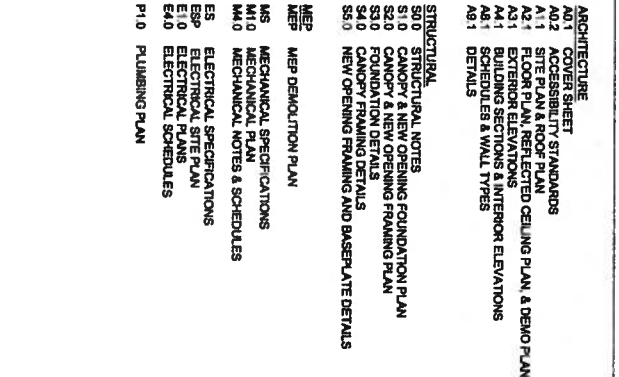 ARCHITECTURE
A0.1 COVER SHEET
A0.2 ACCESSIBILITY STANDARDS
A1.1 SITE PLAN & ROOF PLAN
A2.1 FLOOR PLAN, REFLECTED CEILING PLAN, & DEMO PLAN
A3.1 EXTERIOR ELEVATIONS
A4.1 BUILDING SECTIONS & INTERIOR ELEVATIONS
A8.1 SCHEDULES & WALL TYPES
A9.1 DETAILS
STRUCTURAL
S0.0 STRUCTURAL NOTES
S1.0 CANOPY & NEW OPENING FOUNDATION PLAN
S2.0 CANOPY & NEW OPENING FRAMING PLAN
S3.0 FOUNDATION DETAILS
S4.0 CANOPY FRAMING DETAILS
S5.0 NEW OPENING FRAMING AND BASEPLATE DETAILS
MEP
MEP MEP DEMOLITION PLAN
MS MECHANICAL SPECIFICATIONS
M1.0 MECHANICAL PLAN
M4.0 MECHANICAL NOTES & SCHEDULES
ES ELECTRICAL SPECIFICATIONS
ESP ELECTRICAL SITE PLAN
E1.0 ELECTRICAL PLANS
E4.0 ELECTRICAL SCHEDULES
P1.0 PLUMBING PLAN